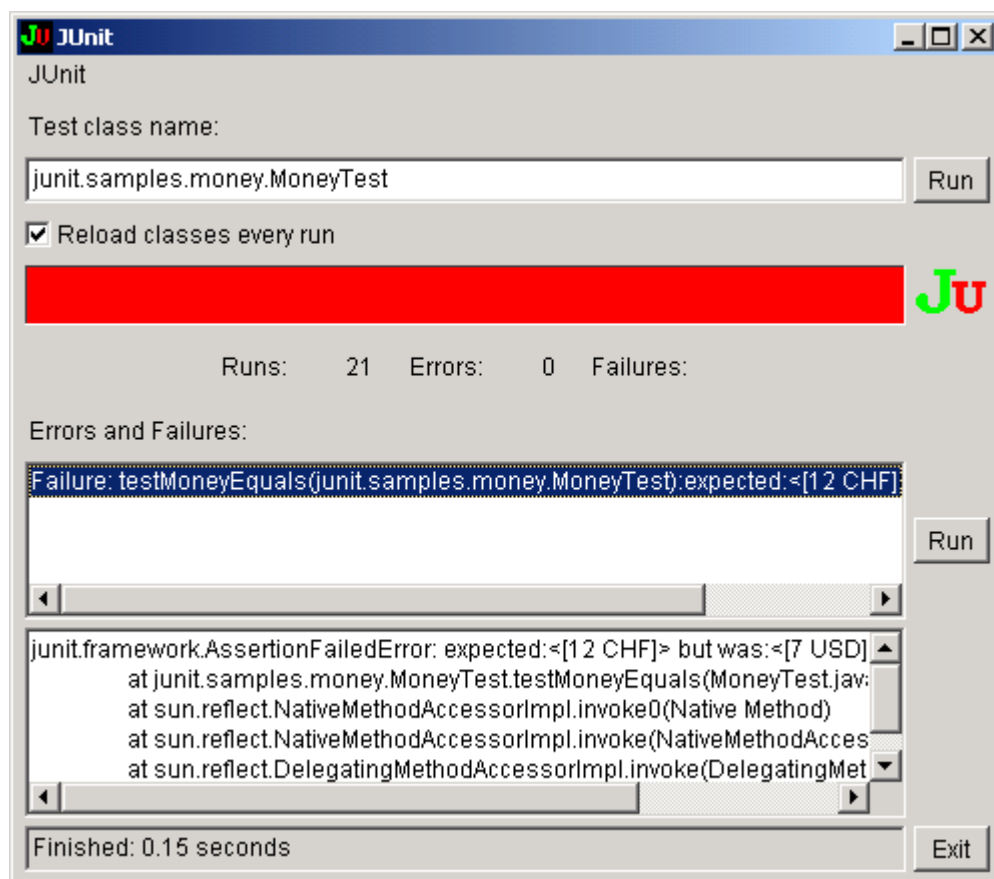 JU JUnit
JUnit
Test class name:
junit.samples.money.MoneyTest
Run
Reload classes every run
JU
Runs: 21 Errors: 0 Failures:
Errors and Failures:
Failure: testMoneyEquals(junit.samples.money.MoneyTest):expected:<[12 CHF]
Run
junit.framework.AssertionFailedError: expected:<[12 CHF]> but was:<[7 USD]
at junit.samples.money.MoneyTest.testMoneyEquals(MoneyTest.jav
at sun.reflect.NativeMethodAccessorImpl.invoke0(Native Method)
at sun.reflect.NativeMethodAccessorImpl.invoke(NativeMethodAcces
at sun.reflect.DelegatingMethodAccessorImpl.invoke(DelegatingMet
Finished: 0.15 seconds
Exit